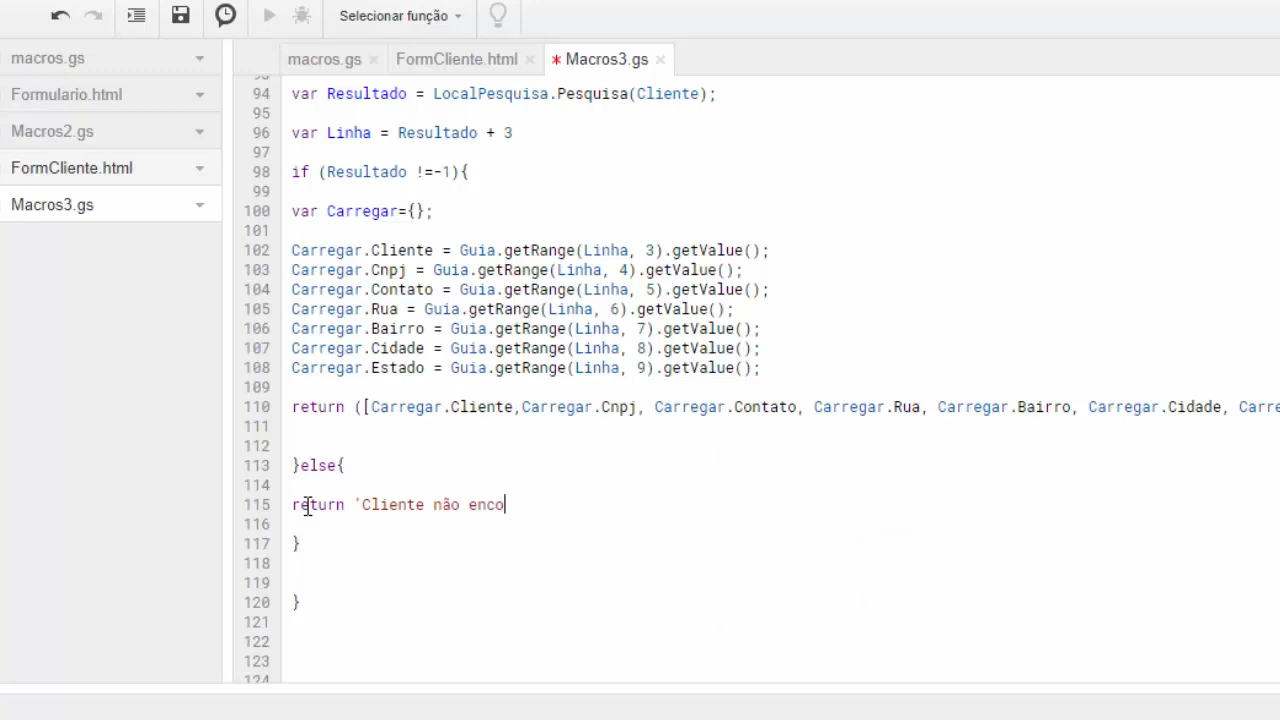 Selecionar função
macros.gs
Formulario.html
Macros2.gs
FormCliente.html
Macros3.gs
macros.gs × FormCliente.html × * Macros3.gs ×
94 var Resultado = LocalPesquisa.Pesquisa(Cliente);
95
96 var Linha = Resultado + 3
97
98 if (Resultado !=-1){
99
100 var Carregar={};
101
102 Carregar.Cliente = Guia.getRange(Linha, 3).getValue();
103 Carregar.Cnpj = Guia.getRange(Linha, 4).getValue();
104 Carregar.Contato = Guia.getRange(Linha, 5).getValue();
105 Carregar.Rua = Guia.getRange(Linha, 6).getValue();
106 Carregar.Bairro = Guia.getRange(Linha, 7).getValue();
107 Carregar.Cidade = Guia.getRange(Linha, 8).getValue();
108 Carregar.Estado = Guia.getRange(Linha, 9).getValue();
109
110 return ([Carregar.Cliente,Carregar.Cnpj, Carregar.Contato, Carregar.Rua, Carregar.Bairro, Carregar.Cidade, Carre
111
112
113 }else{
114
115 return 'Cliente não enco
116
117 }
118
119
120 }
121
122
123
124